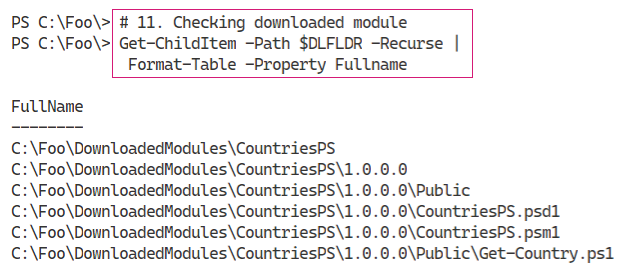 PS C:\Foo\> # 11. Checking downloaded module
PS C:\Foo\> Get-ChildItem -Path $DLFLDR -Recurse |
Format-Table -Property Fullname
FullName
--------
C:\Foo\DownloadedModules\CountriesPS
C:\Foo\DownloadedModules\CountriesPS\1.0.0.0
C:\Foo\DownloadedModules\CountriesPS\1.0.0.0\Public
C:\Foo\DownloadedModules\CountriesPS\1.0.0.0\CountriesPS.psd1
C:\Foo\DownloadedModules\CountriesPS\1.0.0.0\CountriesPS.psm1
C:\Foo\DownloadedModules\CountriesPS\1.0.0.0\Public\Get-Country.ps1